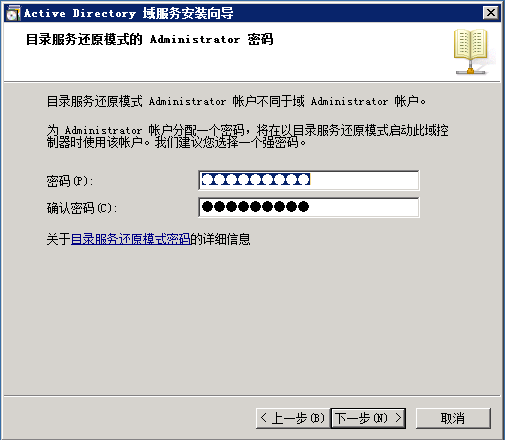 Active Directory 域服务安装向导
目录服务还原模式的 Administrator 密码
目录服务还原模式 Administrator 帐户不同于域 Administrator 帐户。
为 Administrator 帐户分配一个密码，将在以目录服务还原模式启动此域控
制器时使用该帐户。我们建议您选择一个强密码。
密码(P):
●●●●●●●●●
确认密码(C):
●●●●●●●●●
关于目录服务还原模式密码的详细信息
< 上一步(B) 下一步(N) > 取消